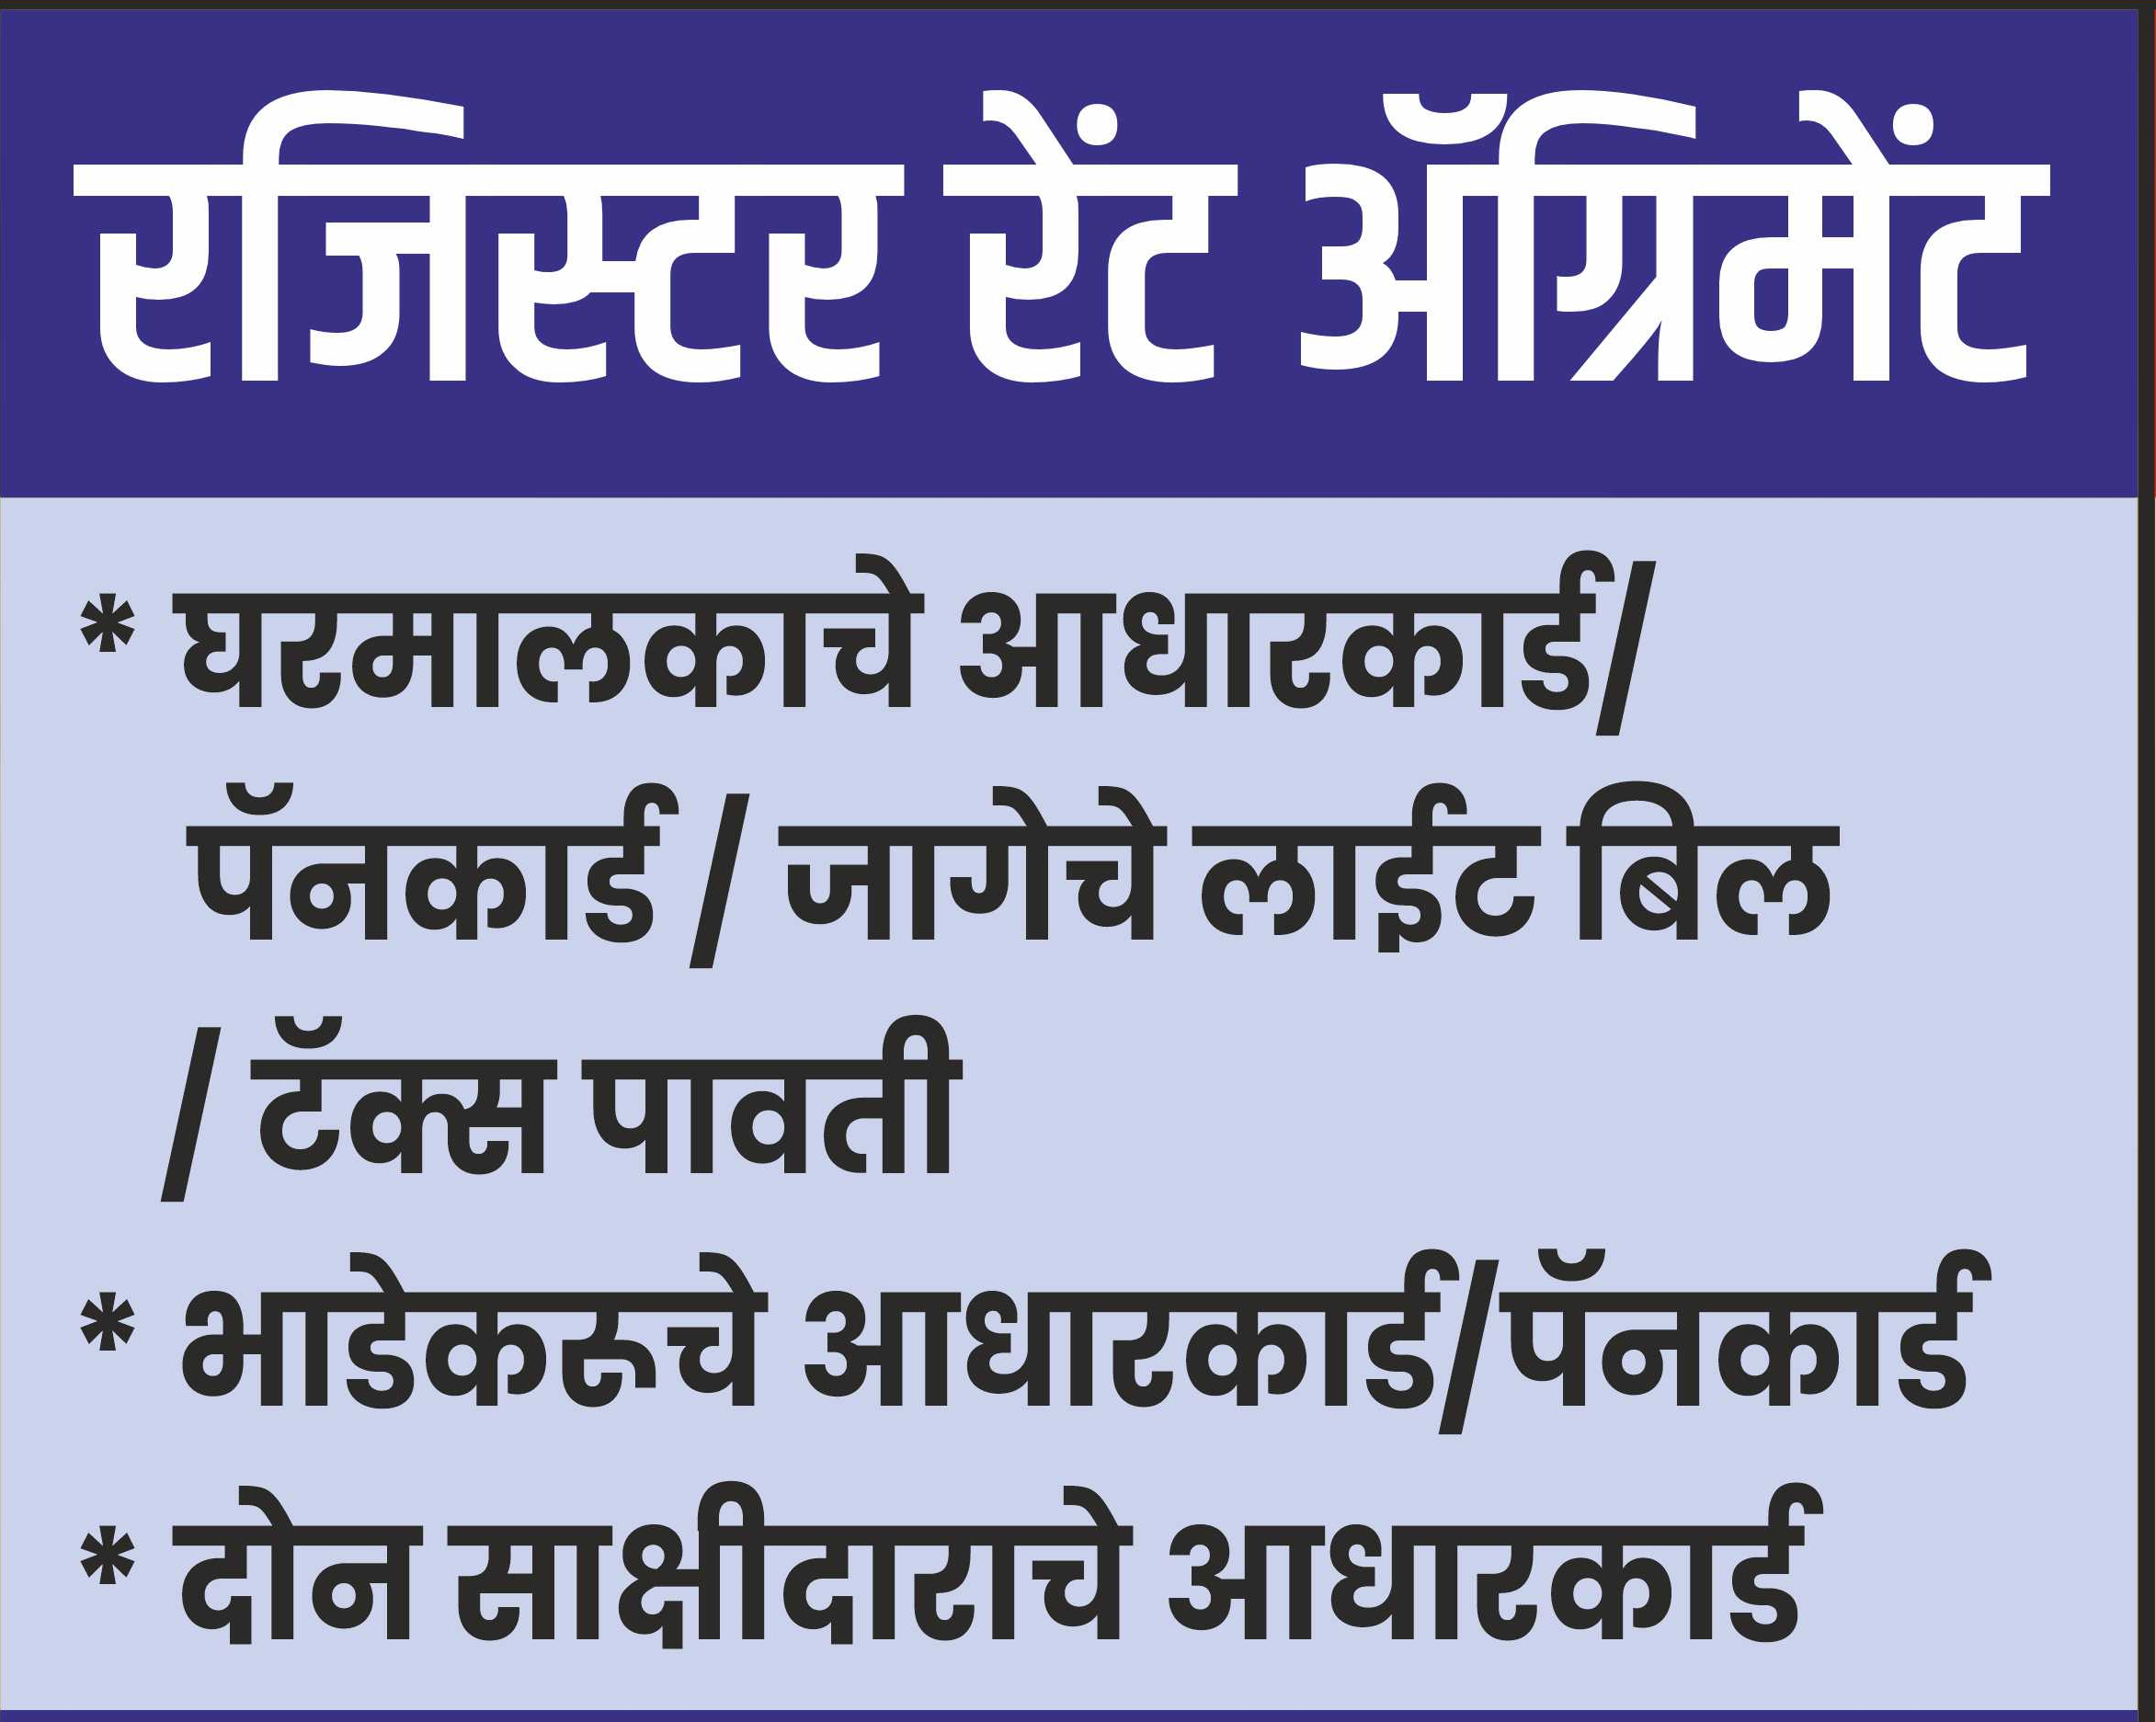 रजिस्टर रेंट ॲग्रिमेंट
* घरमालकाचे आधारकार्ड/
पॅनकार्ड / जागेचे लाईट बिल
/ टॅक्स पावती
* भाडेकरुचे आधारकार्ड/पॅनकार्ड
* दोन साक्षीदाराचे आधारकार्ड